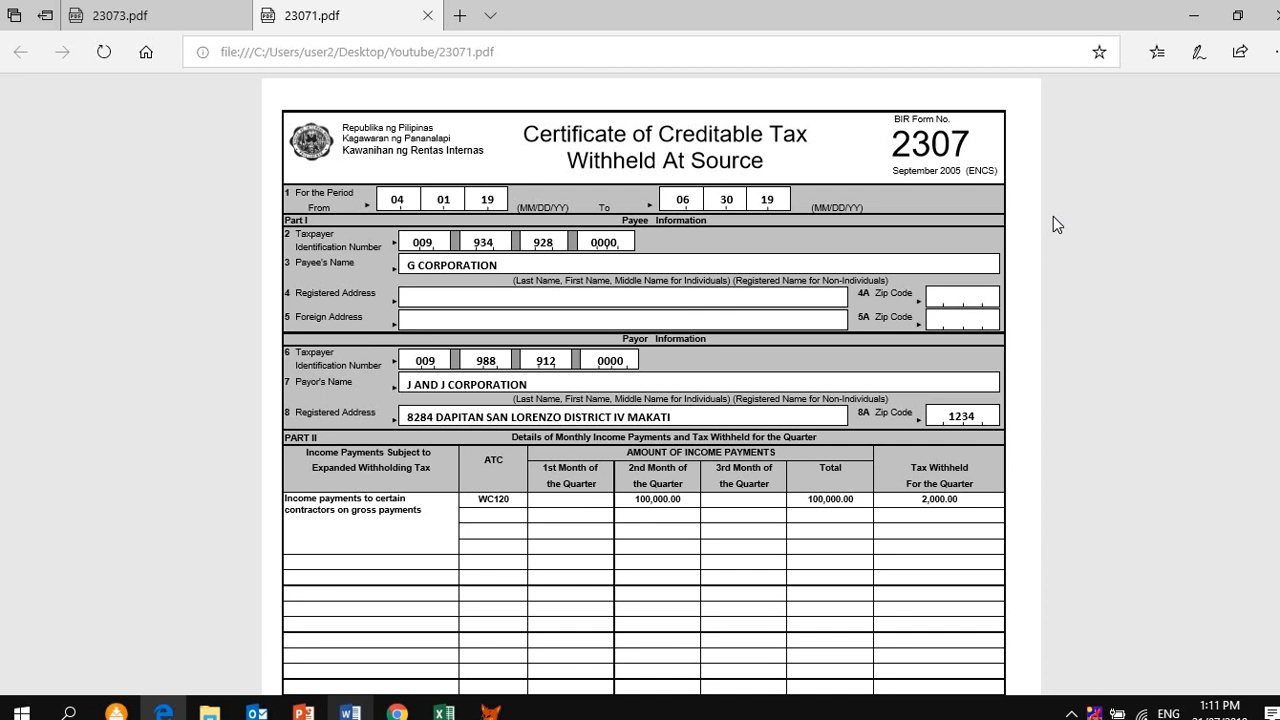 23073.pdf
23071.pdf
file:///C:/Users/user2/Desktop/Youtube/23071.pdf
Republika ng Pilipinas
Kagawaran ng Pananalapi
Kawanihan ng Rentas Internas
Certificate of Creditable Tax
Withheld At Source
BIR Form No.
2307
September 2005 (ENCS)
1 For the Period
From 04 01 19 (MM/DD/YY) To 06 30 19 (MM/DD/YY)
Part I Payee Information
2 Taxpayer
Identification Number 009 934 928 0000
3 Payee's Name G CORPORATION
(Last Name, First Name, Middle Name for Individuals) (Registered Name for Non-Individuals)
4 Registered Address 4A Zip Code
5 Foreign Address 5A Zip Code
Payor Information
6 Taxpayer
Identification Number 009 988 912 0000
7 Payor's Name J AND J CORPORATION
(Last Name, First Name, Middle Name for Individuals) (Registered Name for Non-Individuals)
8 Registered Address 8284 DAPITAN SAN LORENZO DISTRICT IV MAKATI 8A Zip Code 1234
PART II Details of Monthly Income Payments and Tax Withheld for the Quarter
Income Payments Subject to
Expanded Withholding Tax
ATC
AMOUNT OF INCOME PAYMENTS
1st Month of
the Quarter
2nd Month of
the Quarter
3rd Month of
the Quarter
Total
Tax Withheld
For the Quarter
Income payments to certain
contractors on gross payments
WC120 100,000.00 100,000.00 2,000.00
ENG
1:11 PM